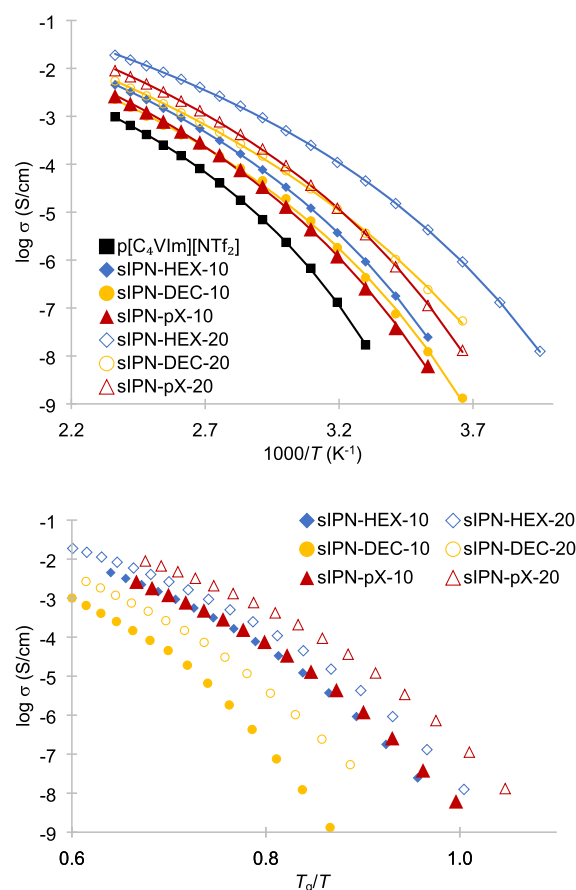 -1
-2
-3
-4
-5
-6
-7
-8
-9
log σ (S/cm)
p[C₄VIm][NTf₂]
sIPN-HEX-10
sIPN-DEC-10
sIPN-pX-10
sIPN-HEX-20
sIPN-DEC-20
sIPN-pX-20
2.2 2.7 3.2 3.7
1000/T (K⁻¹)
sIPN-HEX-10 sIPN-HEX-20
sIPN-DEC-10 sIPN-DEC-20
sIPN-pX-10 sIPN-pX-20
-1
-2
-3
-4
-5
-6
-7
-8
-9
log σ (S/cm)
0.6 0.8 1.0
T_g/T